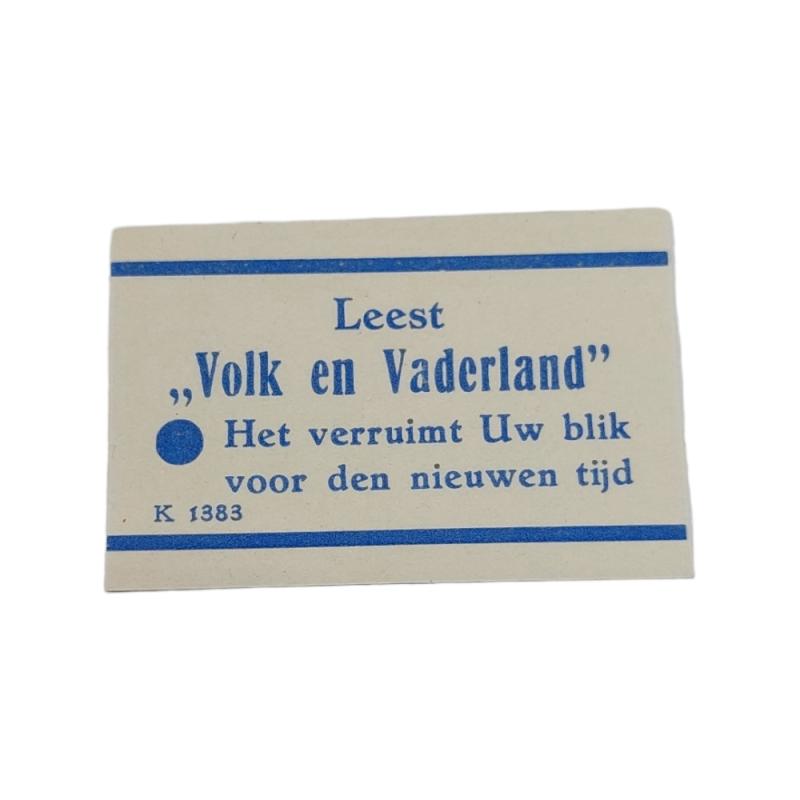 Leest
„Volk en Vaderland”
Het verruimt Uw blik
voor den nieuwen tijd
K 1383